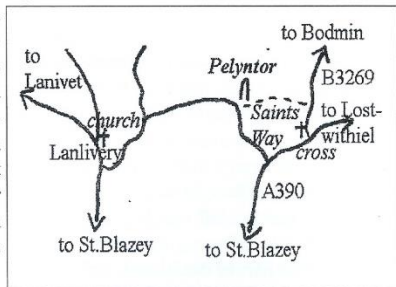 to
Lanivet
church
Lanlivery
to St.Blazey
Pelyntor
Saints
Way
cross
to Bodmin
B3269
to Lost-
withiel
A390
to St.Blazey